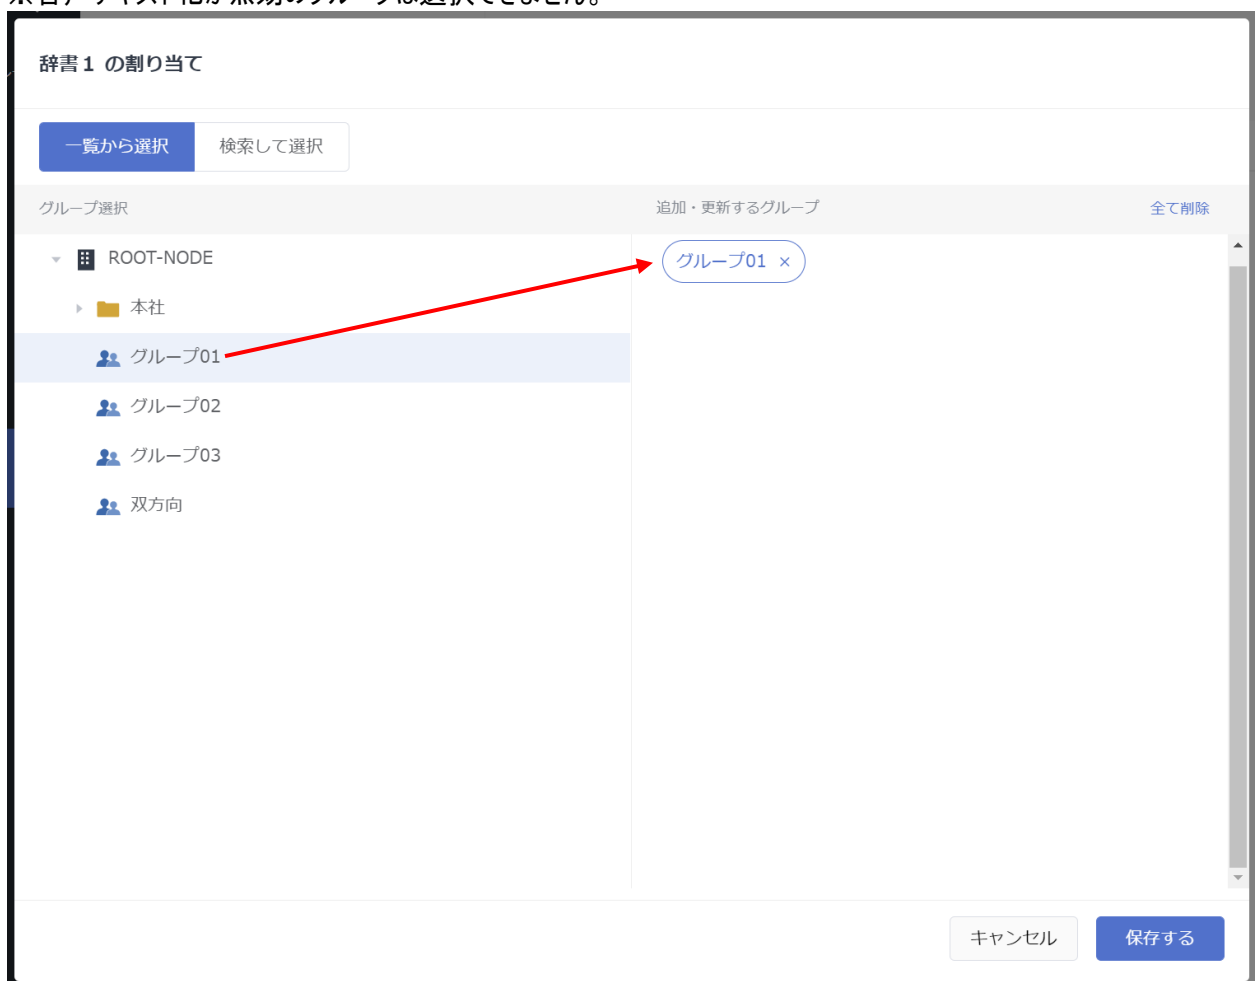 辞書１ の割り当て
一覧から選択
検索して選択
グループ選択
追加・更新するグループ
全て削除
ROOT-NODE
グループ01 ×
本社
グループ01
グループ02
グループ03
双方向
キャンセル
保存する